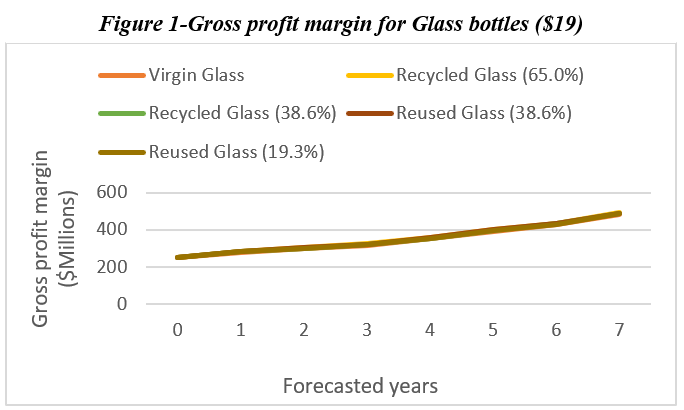 Figure 1-Gross profit margin for Glass bottles ($19)
Virgin Glass
Recycled Glass (65.0%)
Recycled Glass (38.6%)
Reused Glass (38.6%)
Reused Glass (19.3%)
Gross profit margin
($Millions)
600
400
200
0
0 1 2 3 4 5 6 7
Forecasted years